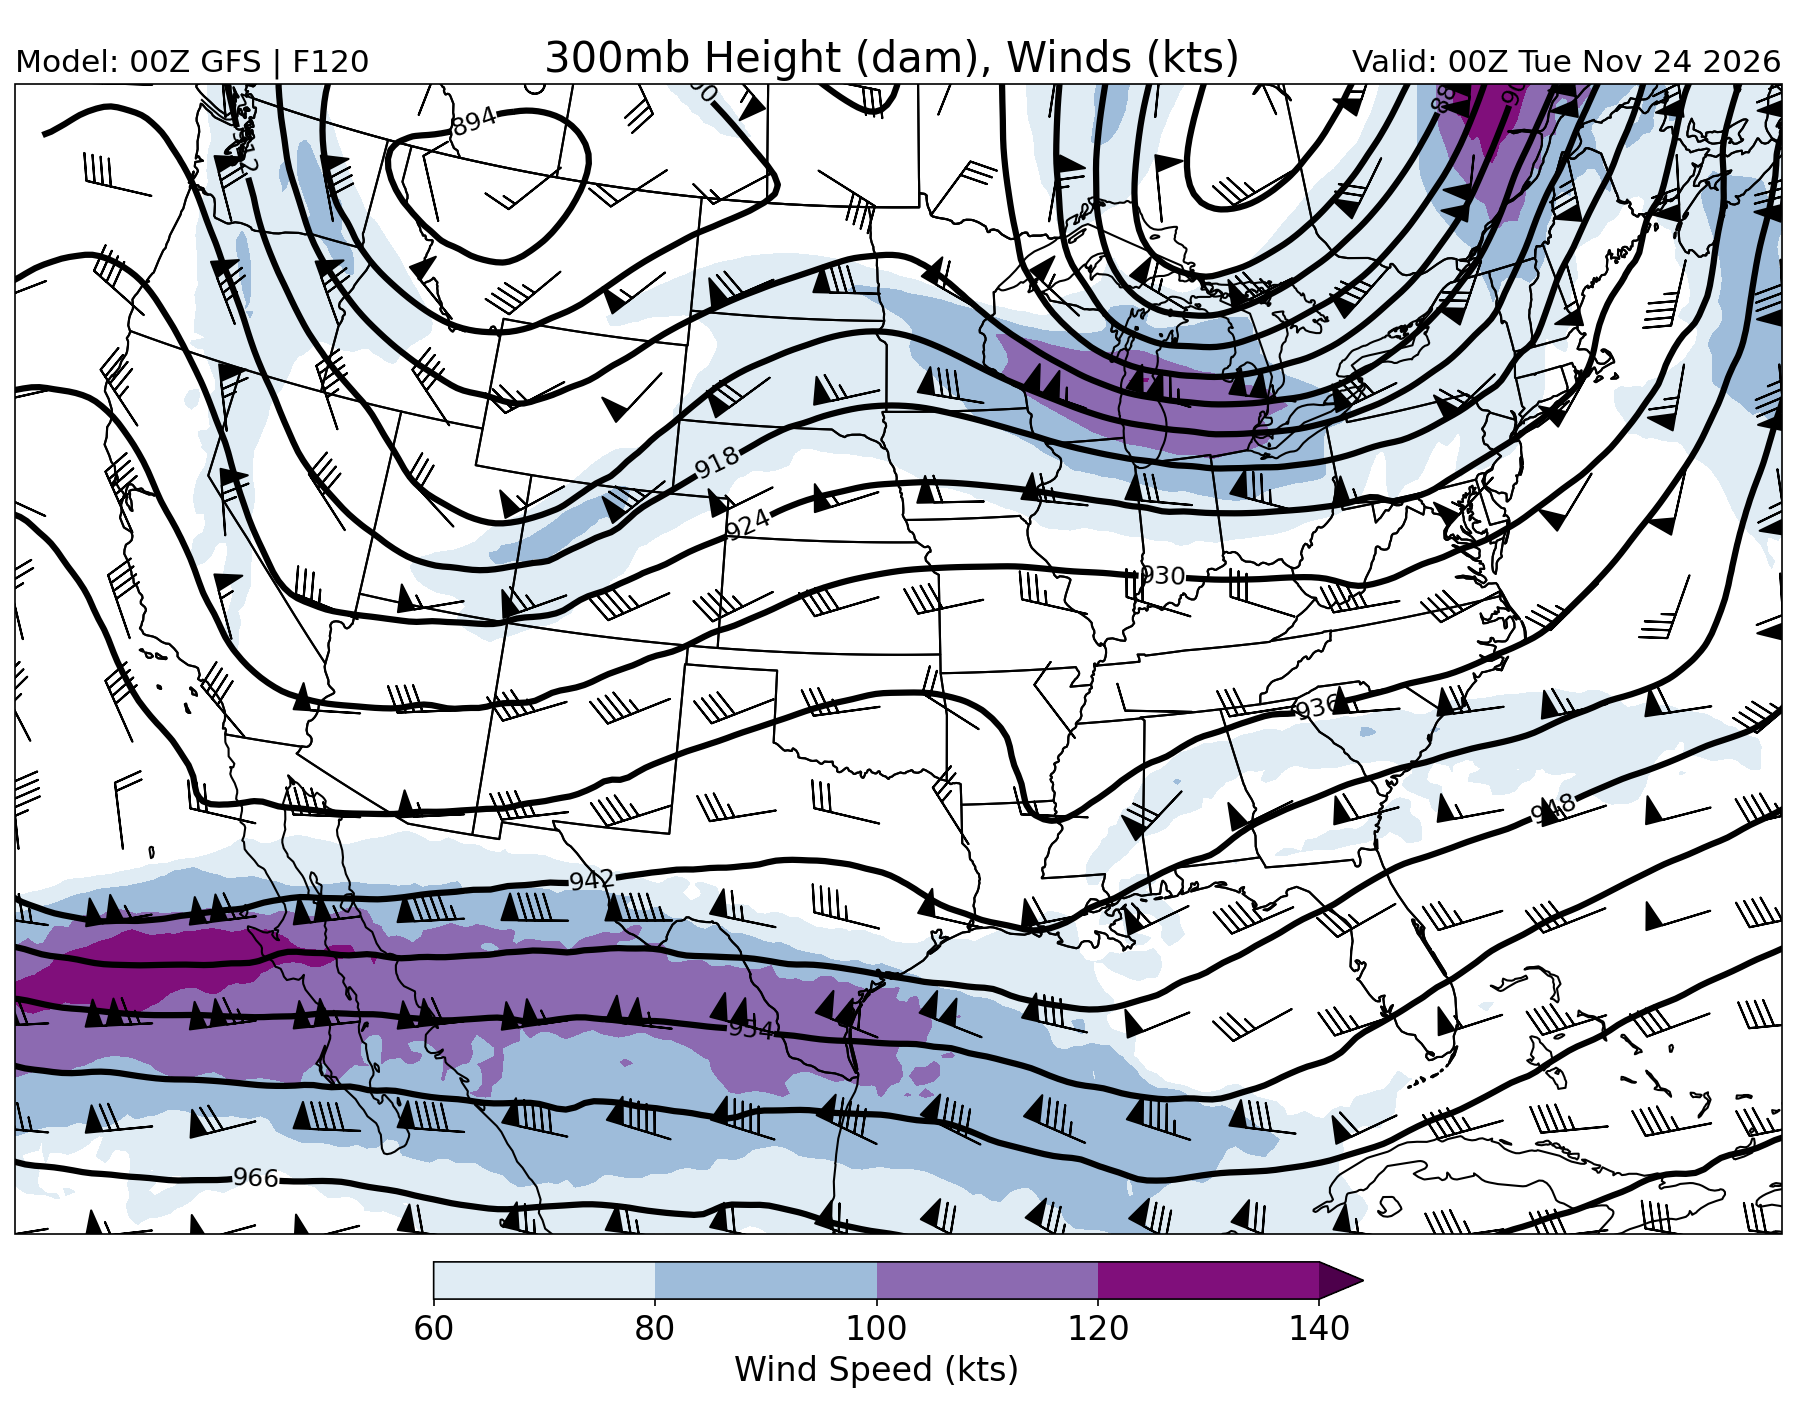 Model: 00Z GFS | F120
300mb Height (dam), Winds (kts)
Valid: 00Z Tue Nov 24 2026
894
918
924
930
936
948
942
954
966
60 80 100 120 140
Wind Speed (kts)